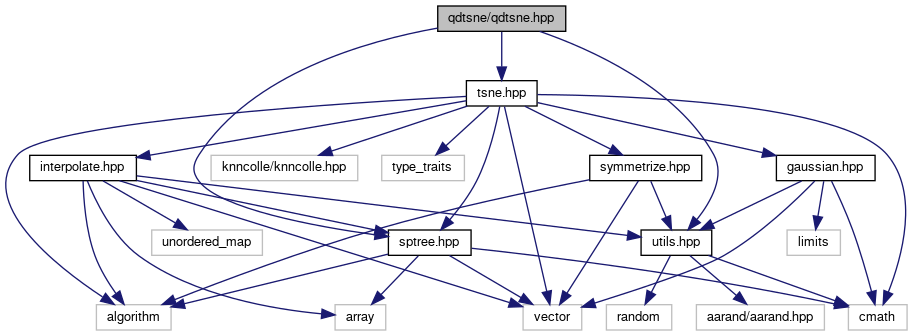 qdtsne/qdtsne.hpp
tsne.hpp
interpolate.hpp
knncolle/knncolle.hpp
type_traits
symmetrize.hpp
gaussian.hpp
unordered_map
sptree.hpp
utils.hpp
limits
algorithm
array
vector
random
aarand/aarand.hpp
cmath